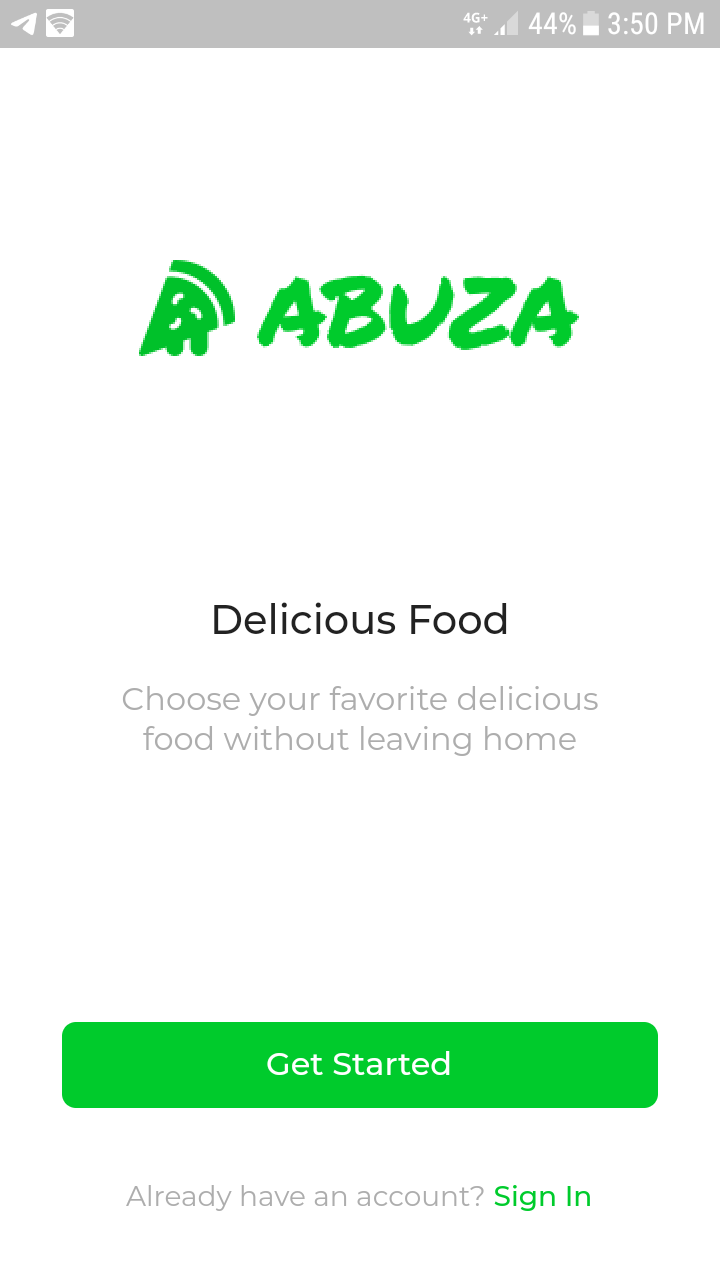 4G+ 44% 3:50 PM
ABUZA
Delicious Food
Choose your favorite delicious
food without leaving home
Get Started
Already have an account? Sign In